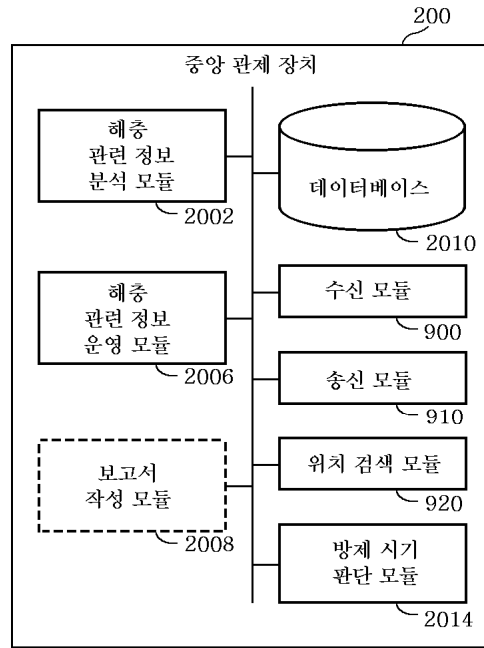 200
중앙 관제 장치
해충
관련 정보
분석 모듈
2002
데이터베이스
2010
해충
관련 정보
운영 모듈
2006
수신 모듈
900
송신 모듈
910
보고서
작성 모듈
2008
위치 검색 모듈
920
방제 시기
판단 모듈
2014